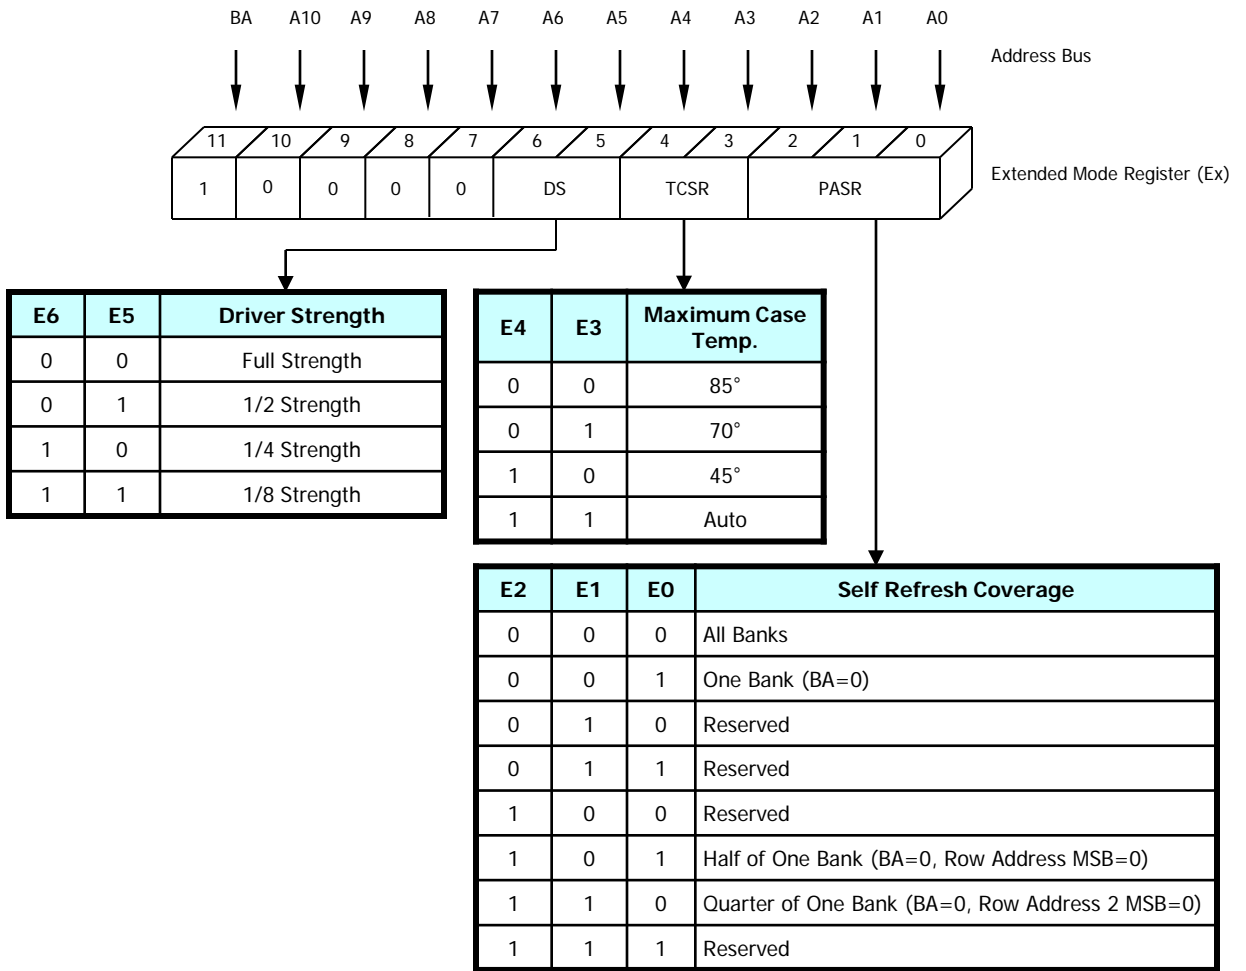 BA A10 A9 A8 A7 A6 A5 A4 A3 A2 A1 A0
Address Bus
11 10 9 8 7 6 5 4 3 2 1 0
1 0 0 0 0 DS TCSR PASR
Extended Mode Register (Ex)
E6 E5 Driver Strength
0 0 Full Strength
0 1 1/2 Strength
1 0 1/4 Strength
1 1 1/8 Strength
E4 E3 Maximum Case
Temp.
0 0 85°
0 1 70°
1 0 45°
1 1 Auto
E2 E1 E0 Self Refresh Coverage
0 0 0 All Banks
0 0 1 One Bank (BA=0)
0 1 0 Reserved
0 1 1 Reserved
1 0 0 Reserved
1 0 1 Half of One Bank (BA=0, Row Address MSB=0)
1 1 0 Quarter of One Bank (BA=0, Row Address 2 MSB=0)
1 1 1 Reserved